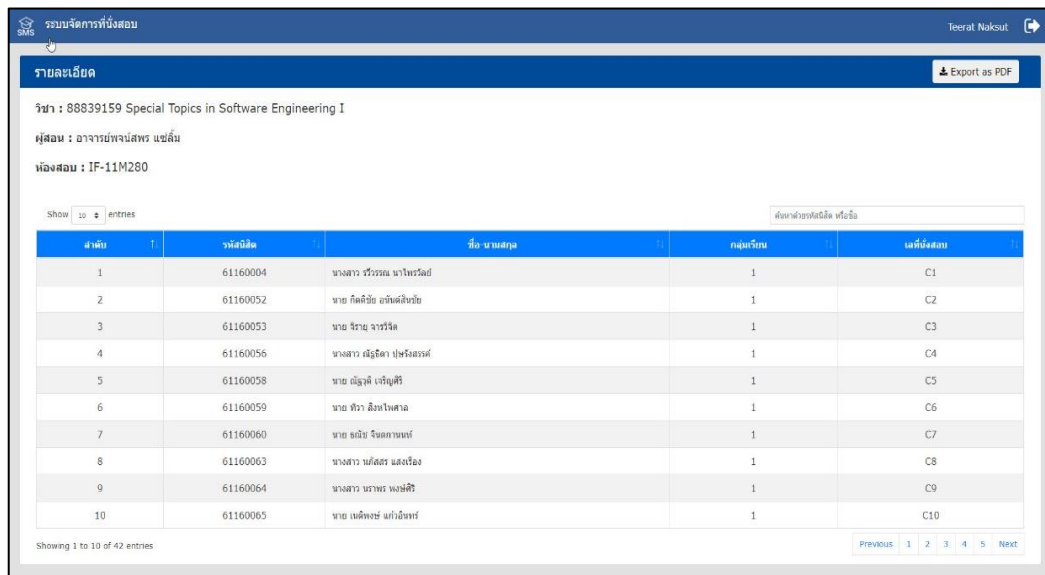 SMS ระบบจัดการที่นั่งสอบ Teerat Naksut
รายละเอียด Export as PDF
วิชา : 88839159 Special Topics in Software Engineering I
ผู้สอน : อาจารย์พจน์สพร แซ่ลิ้ม
ห้องสอบ : IF-11M280
Show 10 entries ค้นหาด้วยรหัสนิสิต หรือชื่อ
ลำดับ รหัสนิสิต ชื่อ-นามสกุล กลุ่มเรียน เลขที่นั่งสอบ
1 61160004 นางสาว รวีวรรณ นาไพรวัลย์ 1 C1
2 61160052 นาย กิตติชัย อนันต์สินชัย 1 C2
3 61160053 นาย จิรายุ จารวิจิต 1 C3
4 61160056 นางสาว ณัฐธิดา บุษรังสรรค์ 1 C4
5 61160058 นาย ณัฐวุติ เจริญศิริ 1 C5
6 61160059 นาย ทิวา สิงหไพศาล 1 C6
7 61160060 นาย ธณัช จินตกานนท์ 1 C7
8 61160063 นางสาว นภัสสร แสงเรือง 1 C8
9 61160064 นางสาว นราพร พงษ์ศิริ 1 C9
10 61160065 นาย เนติพงษ์ แก้วอินทร์ 1 C10
Showing 1 to 10 of 42 entries Previous 1 2 3 4 5 Next